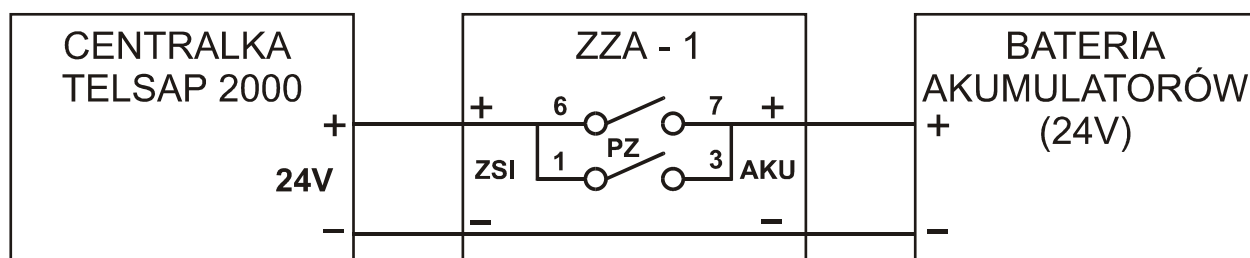 CENTRALKA
TELSAP 2000
+
24V
−
ZZA - 1
+ 6 7 +
PZ
ZSI 1 3 AKU
− −
BATERIA
AKUMULATORÓW
+ (24V)
−